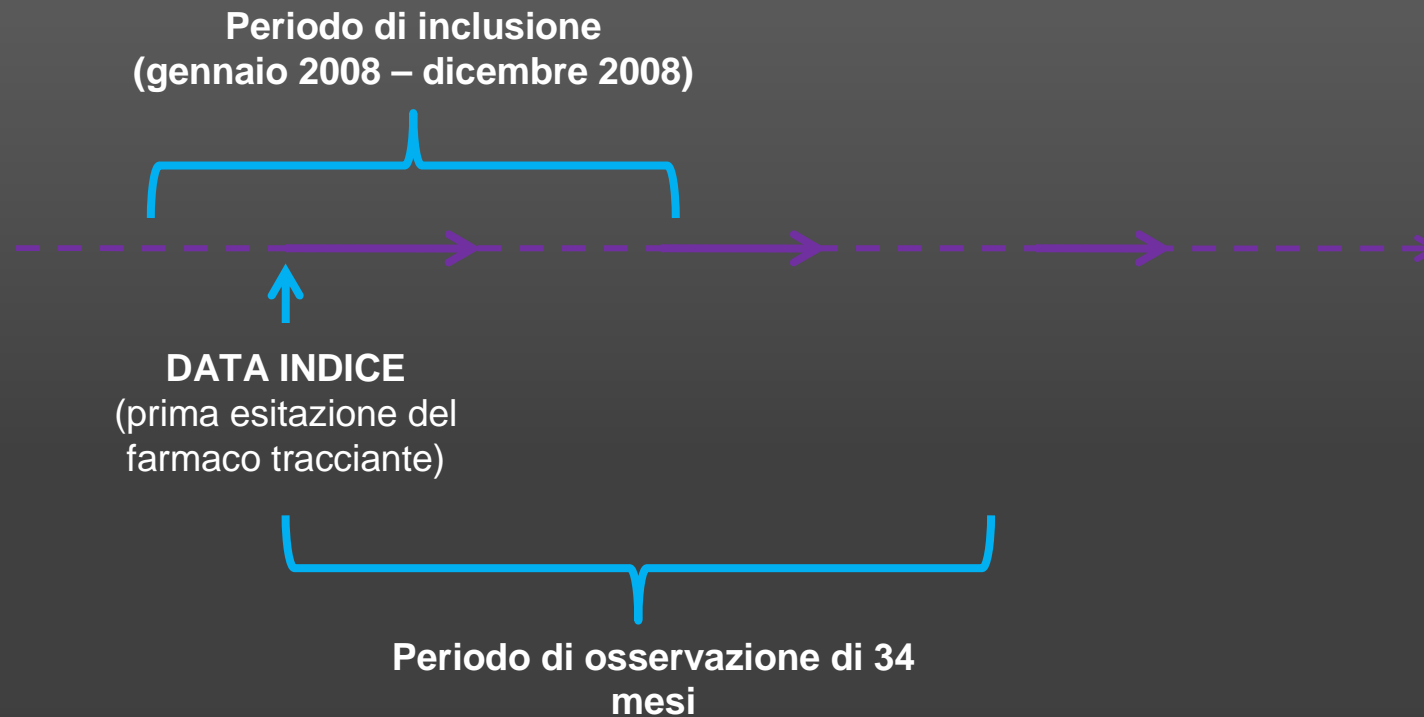 Periodo di inclusione
(gennaio 2008 – dicembre 2008)
DATA INDICE
(prima esitazione del
farmaco tracciante)
Periodo di osservazione di 34
mesi